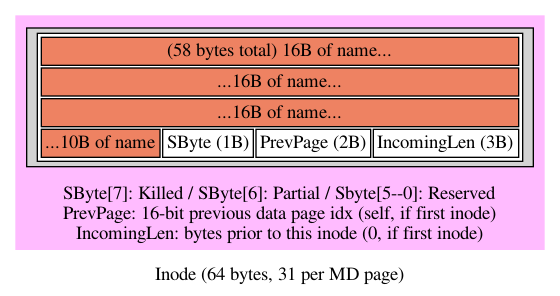 (58 bytes total) 16B of name...
...16B of name...
...16B of name...
...10B of name SByte (1B) PrevPage (2B) IncomingLen (3B)
SByte[7]: Killed / SByte[6]: Partial / Sbyte[5--0]: Reserved
PrevPage: 16-bit previous data page idx (self, if first inode)
IncomingLen: bytes prior to this inode (0, if first inode)
Inode (64 bytes, 31 per MD page)